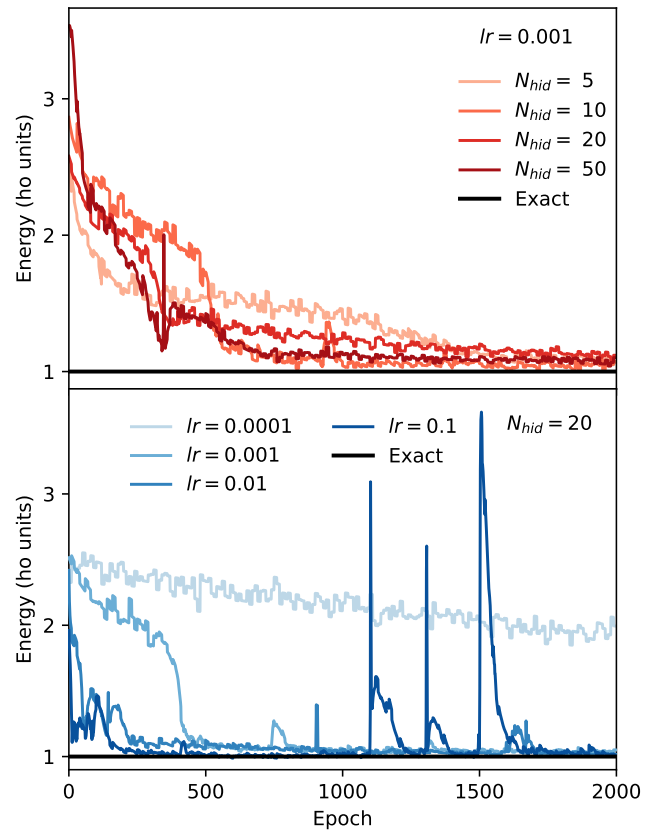 lr = 0.001
N_hid = 5
N_hid = 10
N_hid = 20
N_hid = 50
Exact
3
2
1
Energy (ho units)
lr = 0.0001
lr = 0.001
lr = 0.01
lr = 0.1
Exact
N_hid = 20
3
2
1
Energy (ho units)
0 500 1000 1500 2000
Epoch